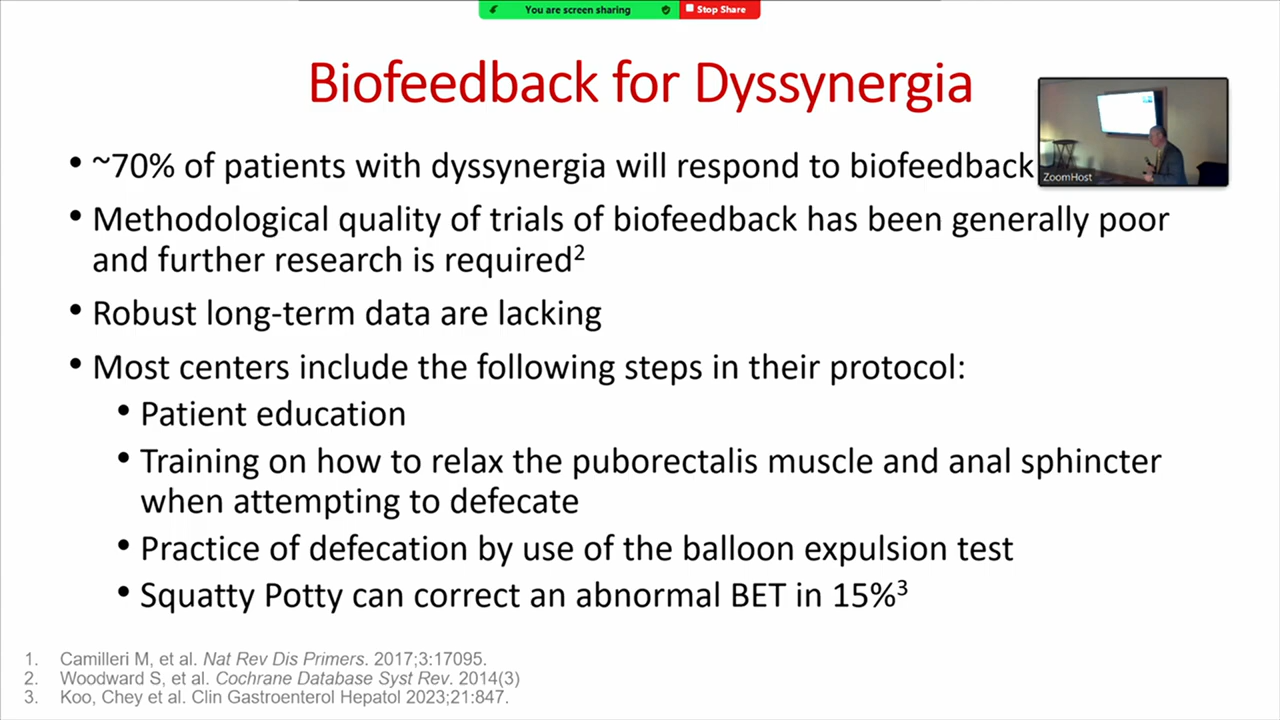 You are screen sharing
Stop Share
Biofeedback for Dyssynergia
• ~70% of patients with dyssynergia will respond to biofeedback
ZoomHost
• Methodological quality of trials of biofeedback has been generally poor
and further research is required²
• Robust long-term data are lacking
• Most centers include the following steps in their protocol:
• Patient education
• Training on how to relax the puborectalis muscle and anal sphincter
when attempting to defecate
• Practice of defecation by use of the balloon expulsion test
• Squatty Potty can correct an abnormal BET in 15%³
1. Camilleri M, et al. Nat Rev Dis Primers. 2017;3:17095.
2. Woodward S, et al. Cochrane Database Syst Rev. 2014(3)
3. Koo, Chey et al. Clin Gastroenterol Hepatol 2023;21:847.